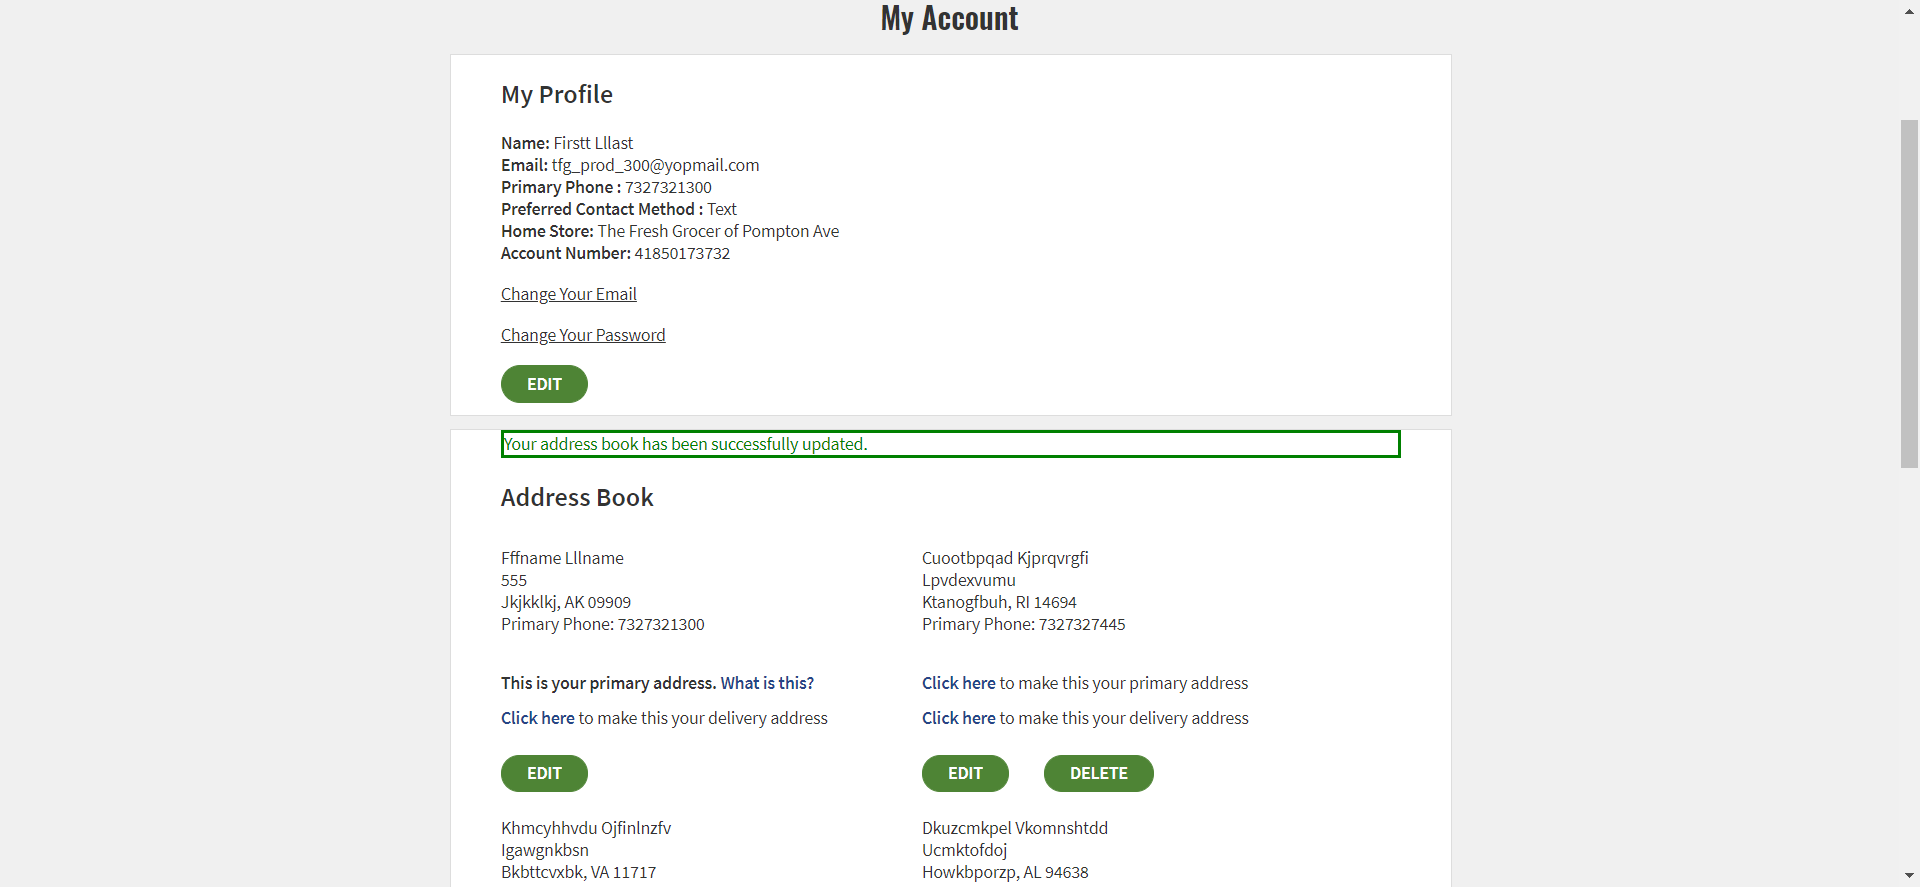 My Account
My Profile
Name: Firstt Lllast
Email: tfg_prod_300@yopmail.com
Primary Phone : 7327321300
Preferred Contact Method : Text
Home Store: The Fresh Grocer of Pompton Ave
Account Number: 41850173732
Change Your Email
Change Your Password
EDIT
Your address book has been successfully updated.
Address Book
Fffname Lllname
555
Jkjkklkj, AK 09909
Primary Phone: 7327321300
This is your primary address. What is this?
Click here to make this your delivery address
EDIT
Cuootbpqad Kjprqvrgfi
Lpvdexvumu
Ktanogfbuh, RI 14694
Primary Phone: 7327327445
Click here to make this your primary address
Click here to make this your delivery address
EDIT DELETE
Khmcyhhvdu Ojfinlnzfv
Igawgnkbsn
Bkbttcvxbk, VA 11717
Dkuzcmkpel Vkomnshtdd
Ucmktofdoj
Howkbporzp, AL 94638